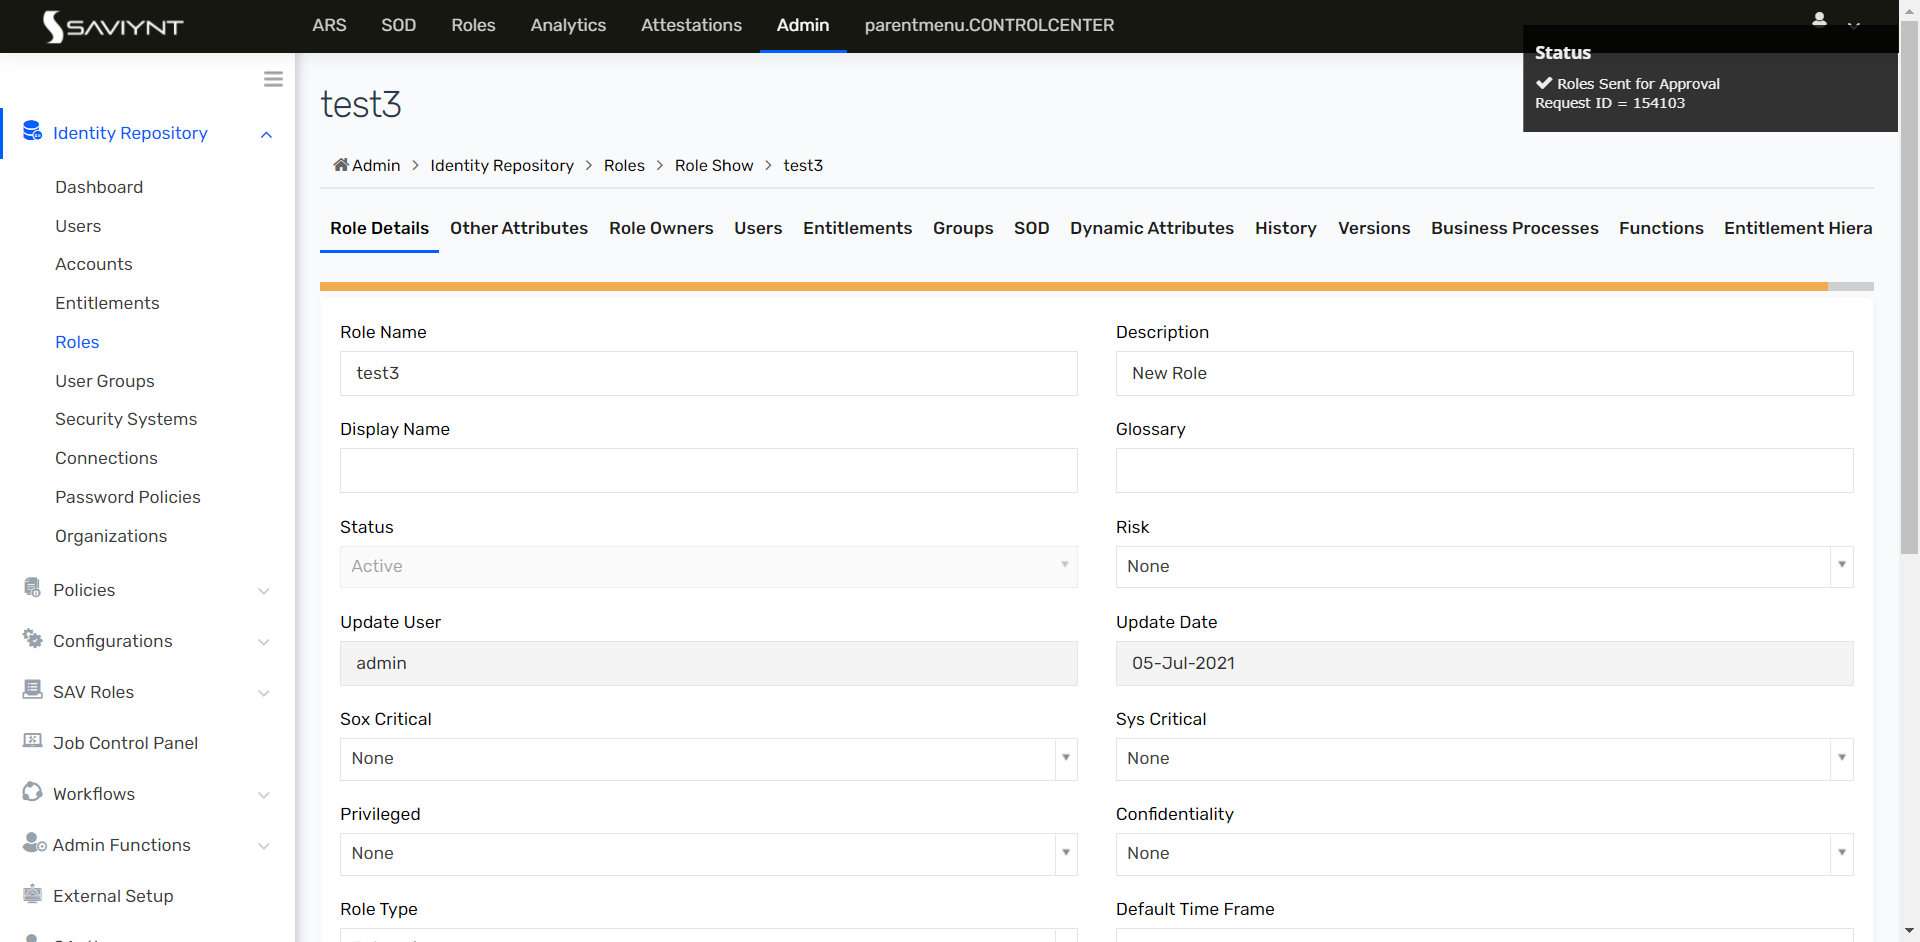 SAVIYNT
ARS SOD Roles Analytics Attestations Admin parentmenu.CONTROLCENTER
Status
Roles Sent for Approval
Request ID = 154103
Identity Repository
Dashboard
Users
Accounts
Entitlements
Roles
User Groups
Security Systems
Connections
Password Policies
Organizations
Policies
Configurations
SAV Roles
Job Control Panel
Workflows
Admin Functions
External Setup
test3
Admin > Identity Repository > Roles > Role Show > test3
Role Details Other Attributes Role Owners Users Entitlements Groups SOD Dynamic Attributes History Versions Business Processes Functions Entitlement Hiera
Role Name Description
test3 New Role
Display Name Glossary
Status Risk
Active None
Update User Update Date
admin 05-Jul-2021
Sox Critical Sys Critical
None None
Privileged Confidentiality
None None
Role Type Default Time Frame